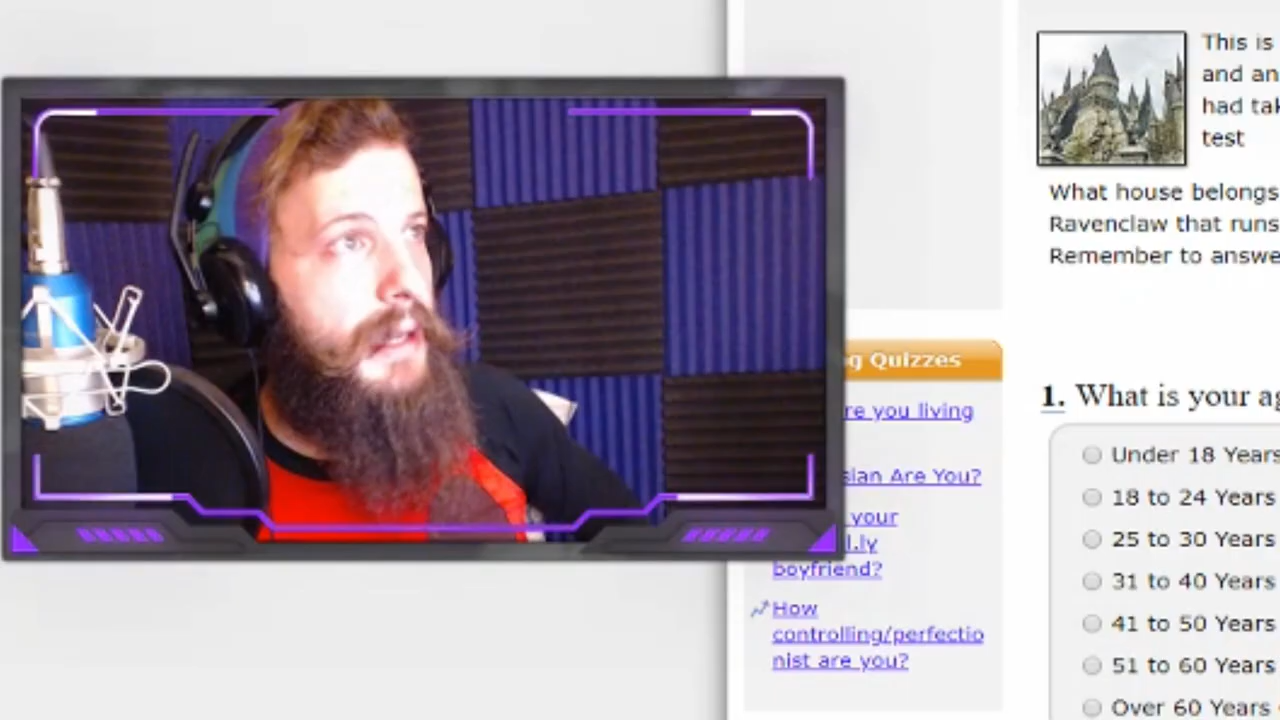 This is
and an
had tak
test
What house belongs
Ravenclaw that runs
Remember to answe
g Quizzes
re you living
sian Are You?
your
l.ly
boyfriend?
How
controlling/perfectio
nist are you?
1. What is your ag
Under 18 Years
18 to 24 Years
25 to 30 Years
31 to 40 Years
41 to 50 Years
51 to 60 Years
Over 60 Years